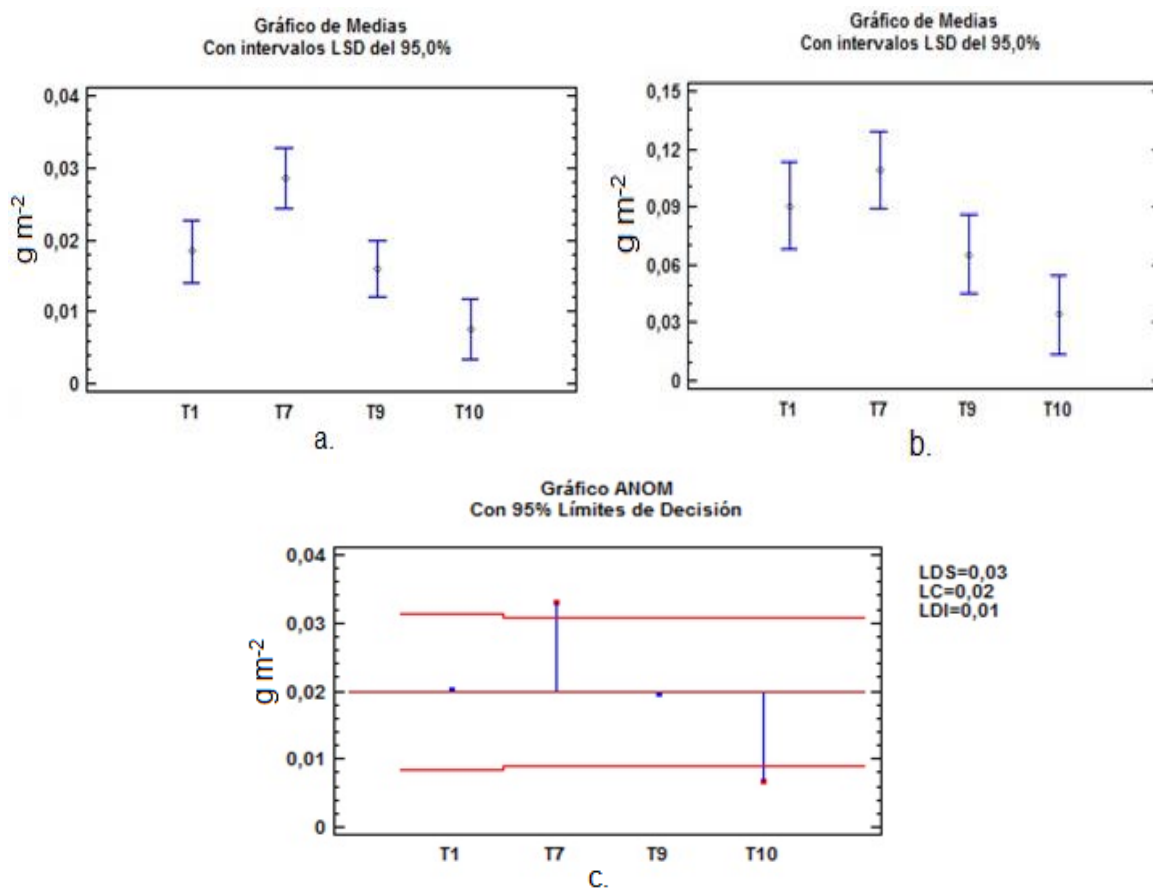 Gráfico de Medias
Con intervalos LSD del 95,0%
0,04
0,03
0,02
0,01
0
g m-2
T1 T7 T9 T10
a.
Gráfico de Medias
Con intervalos LSD del 95,0%
0,15
0,12
0,09
0,06
0,03
0
g m-2
T1 T7 T9 T10
b.
Gráfico ANOM
Con 95% Límites de Decisión
0,04
0,03
0,02
0,01
0
g m-2
T1 T7 T9 T10
c.
LDS=0,03
LC=0,02
LDI=0,01